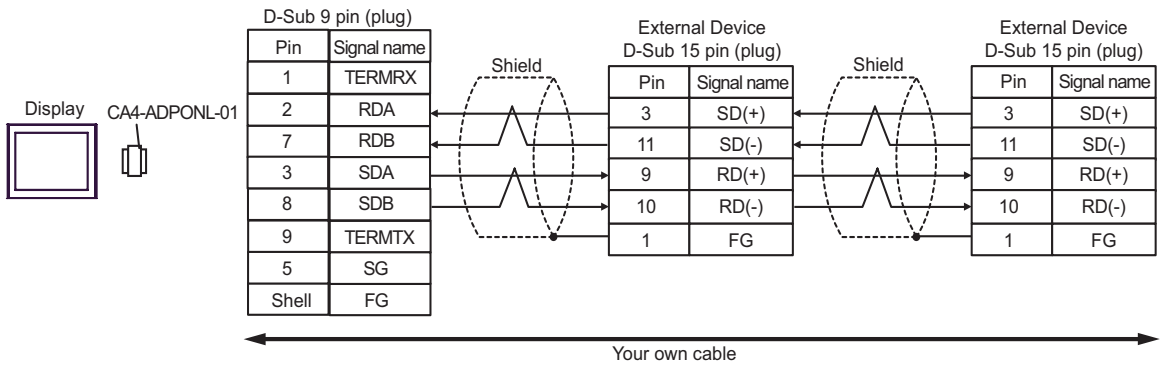 D-Sub 9 pin (plug)
Pin Signal name
1 TERMRX
2 RDA
7 RDB
3 SDA
8 SDB
9 TERMTX
5 SG
Shell FG
Display
CA4-ADPONL-01
Shield
External Device
D-Sub 15 pin (plug)
Pin Signal name
3 SD(+)
11 SD(-)
9 RD(+)
10 RD(-)
1 FG
Shield
External Device
D-Sub 15 pin (plug)
Pin Signal name
3 SD(+)
11 SD(-)
9 RD(+)
10 RD(-)
1 FG
Your own cable